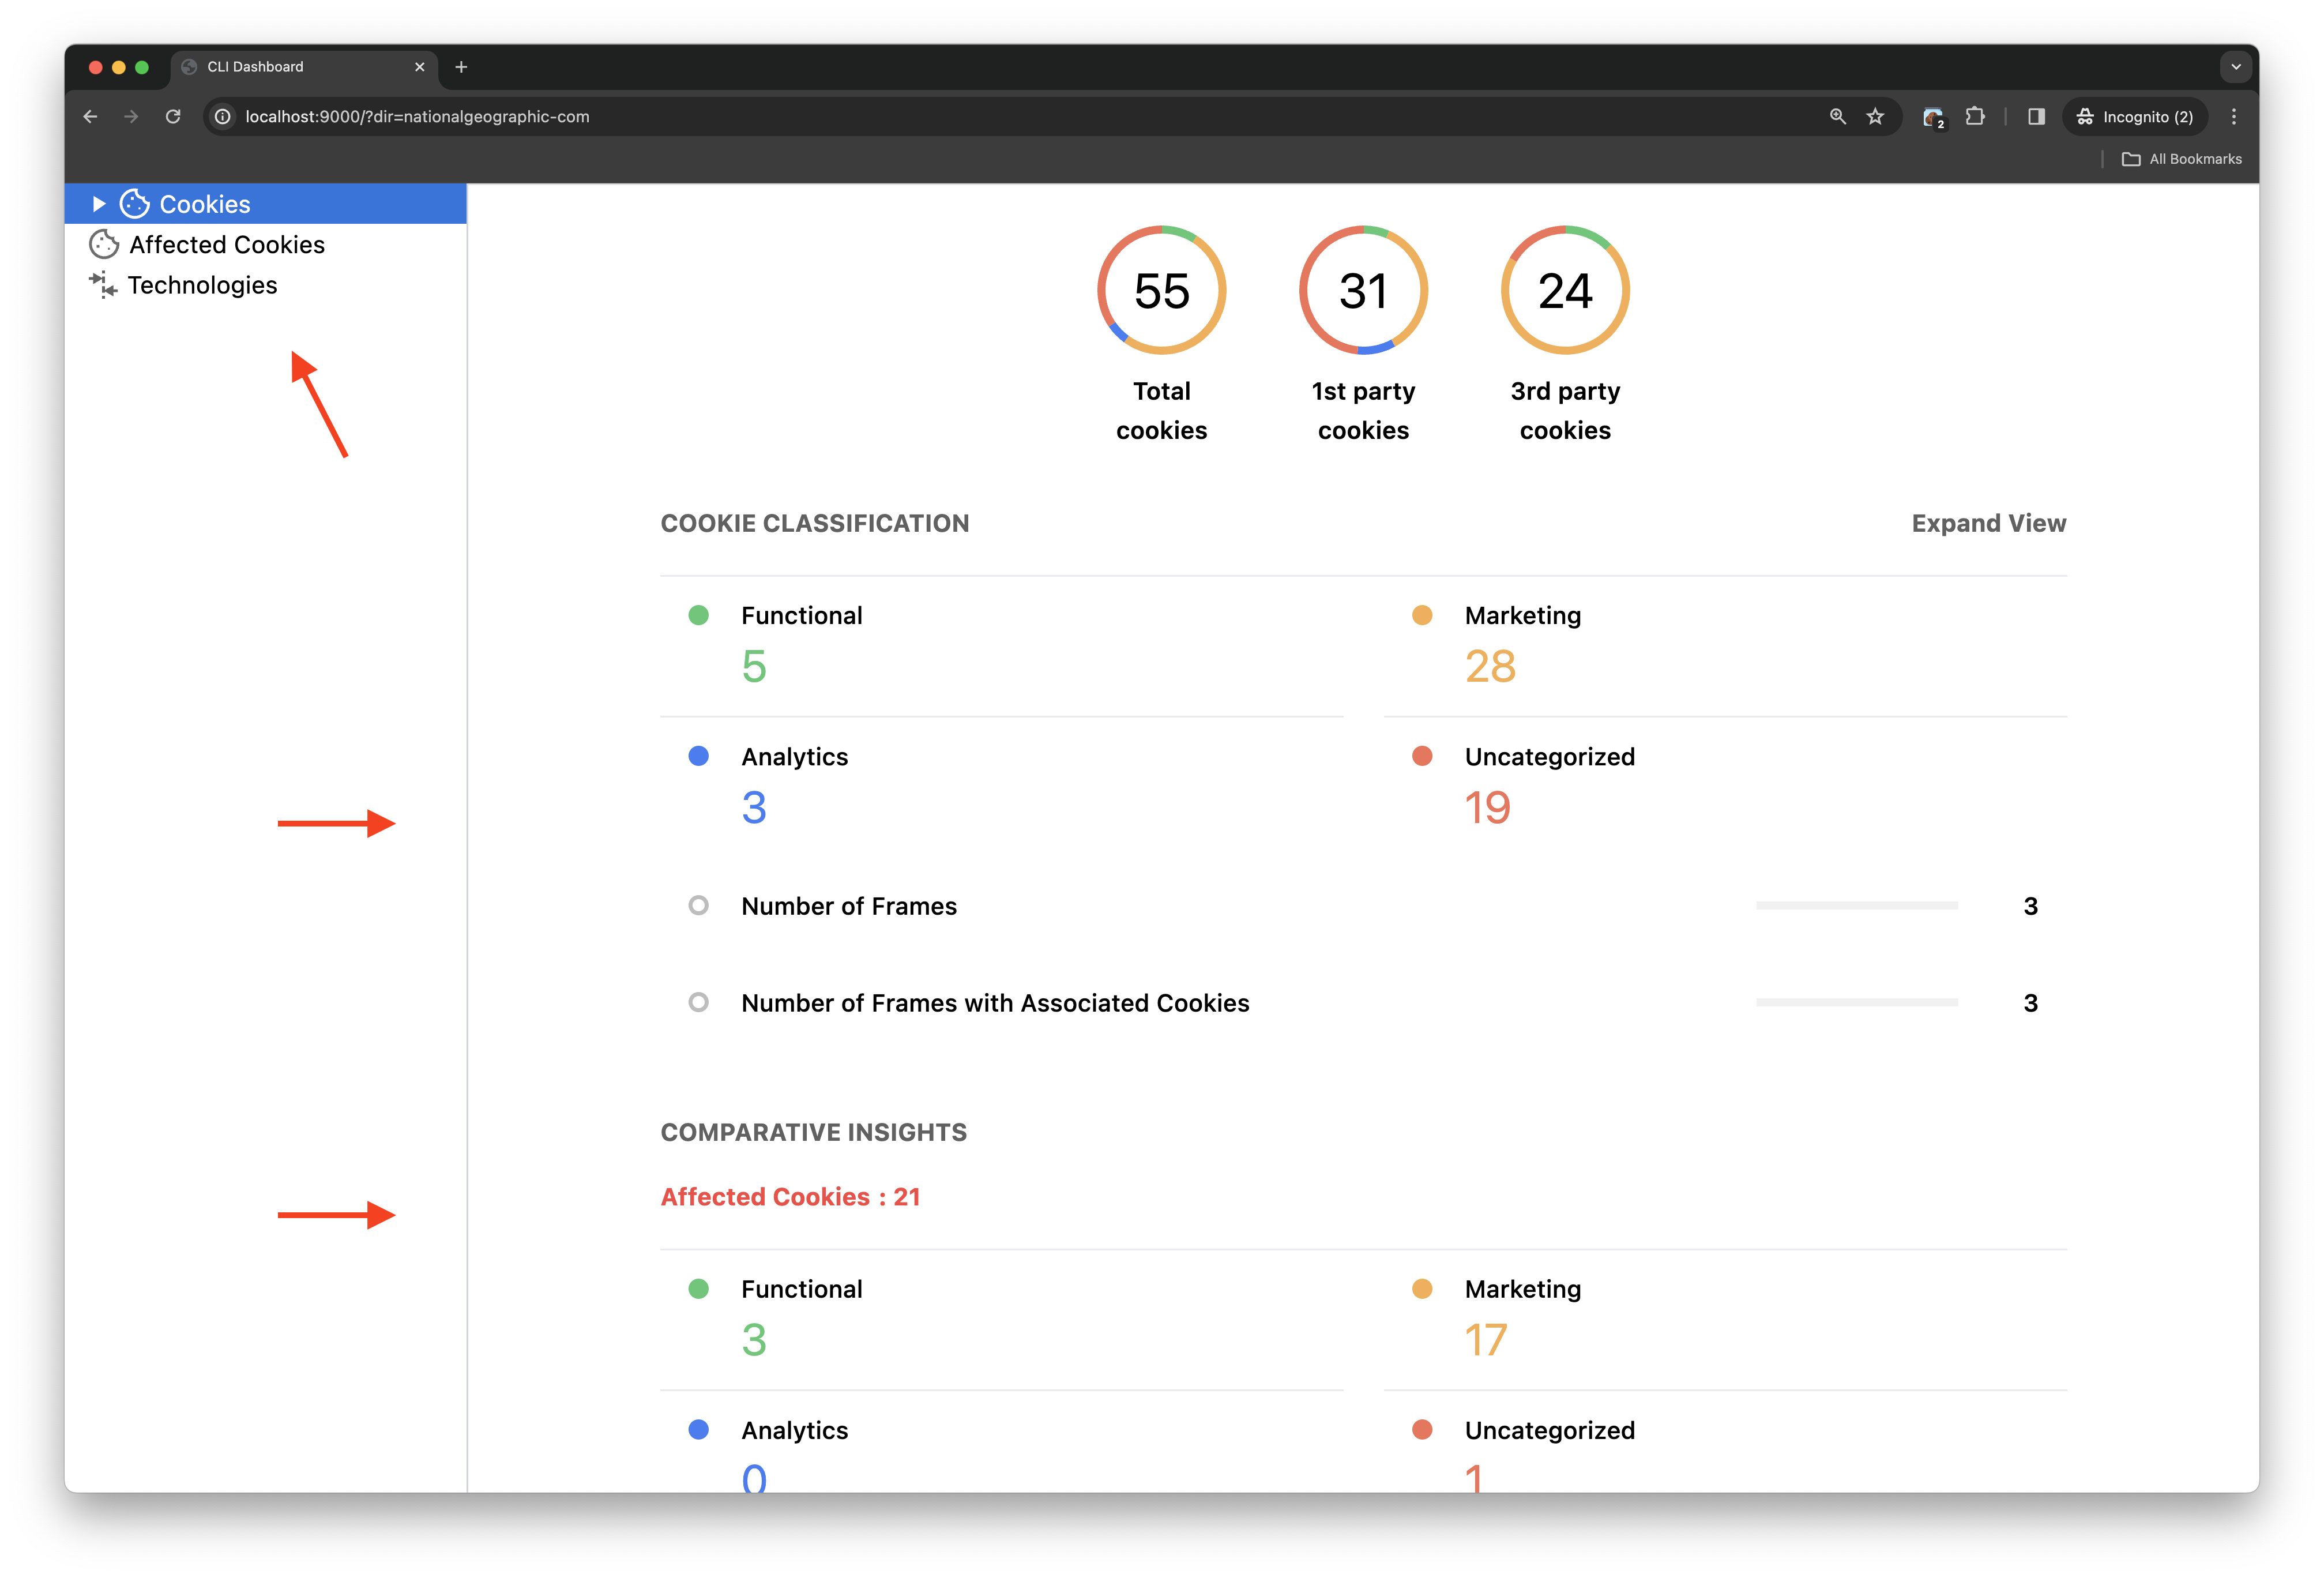 CLI Dashboard
localhost:9000/?dir=nationalgeographic-com
2
Incognito (2)
All Bookmarks
Cookies
Affected Cookies
Technologies
55
31
24
Total
cookies
1st party
cookies
3rd party
cookies
COOKIE CLASSIFICATION
Expand View
Functional
5
Marketing
28
Analytics
3
Uncategorized
19
Number of Frames
3
Number of Frames with Associated Cookies
3
COMPARATIVE INSIGHTS
Affected Cookies : 21
Functional
3
Marketing
17
Analytics
0
Uncategorized
1